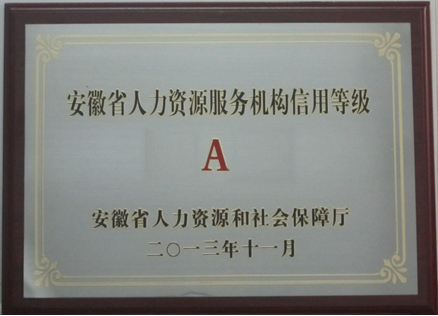 安徽省人力资源服务机构信用等级
A
安徽省人力资源和社会保障厅
二〇一三年十一月